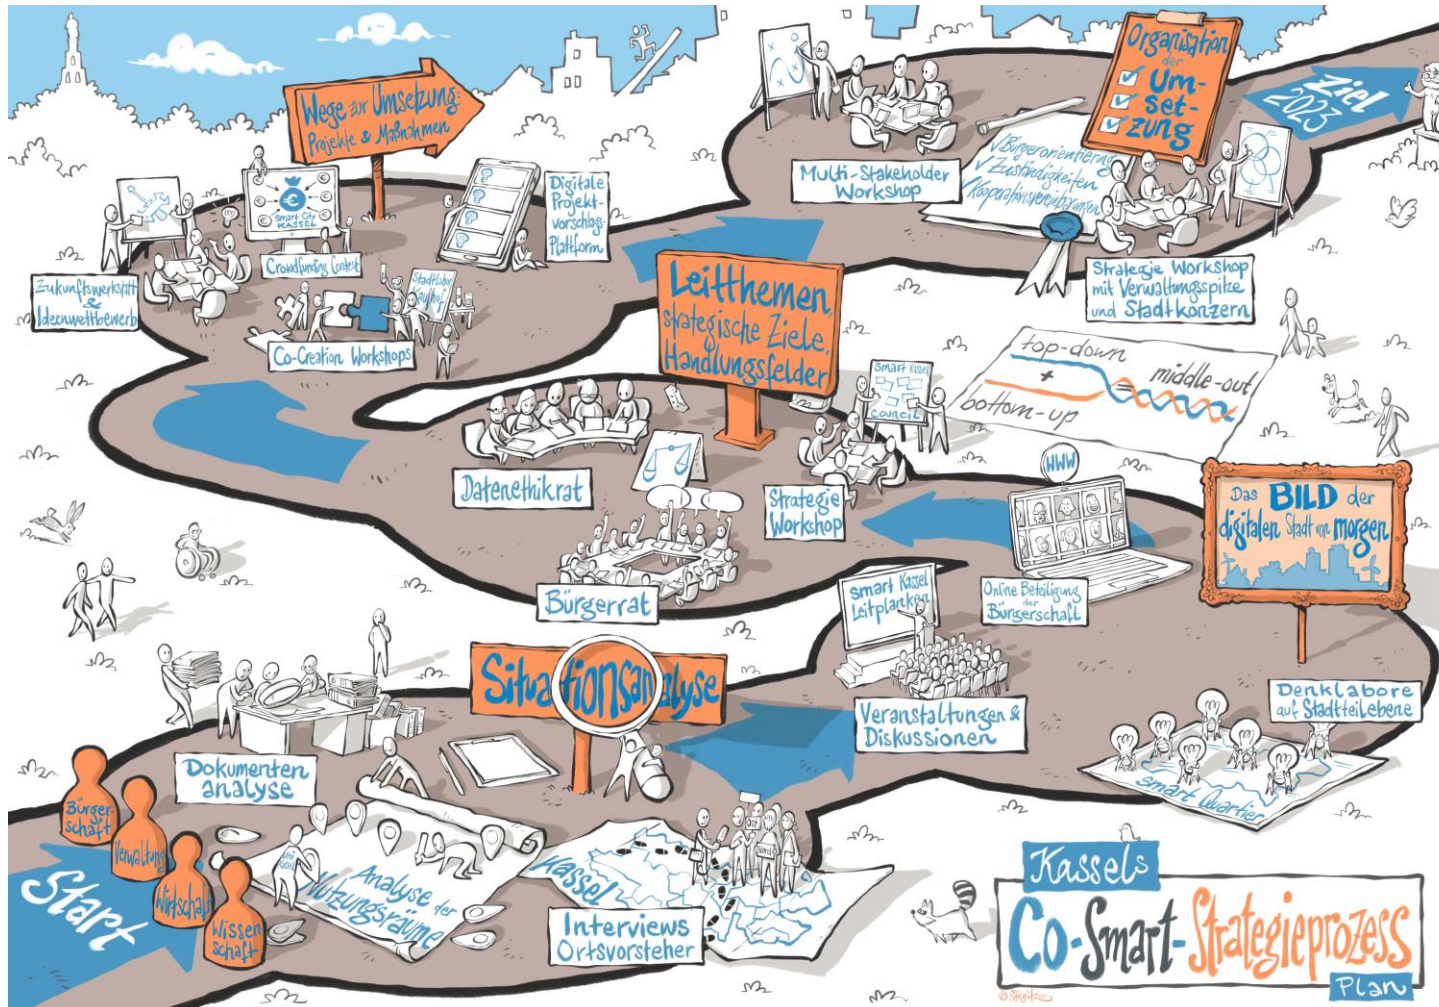 Wege zur Umsetzung:
Projekte & Maßnahmen
Organisation
der
Um-
set-
zung
Ziel
2023
Multi-Stakeholder
Workshop
Bürgerorientierung
Zuständigkeiten
Kooperationsvereinbarungen
Strategie Workshop
mit Verwaltungsspitze
und Stadtkonzern
Digitale
Projekt-
vorschlags-
Plattform
Smart City
KASSEL
Crowdfunding Contest
Zukunftswerkstatt
&
Ideenwettbewerb
Stadtlabor
Kaufhof
Co-Creation Workshops
Leitthemen,
strategische Ziele,
Handlungsfelder
top-down
+
bottom-up
=
middle-out
Smart Kassel
COUNCIL
Datenethikrat
Strategie
Workshop
Bürgerrat
WWW
Online Beteiligung
der
Bürgerschaft
Das BILD der
digitalen Stadt von morgen
smart Kassel
Leitplanken
Veranstaltungen &
Diskussionen
Denklabore
auf Stadtteilebene
smart Quartier
Situationsanalyse
Dokumenten
analyse
Bürger-
schaft
Verwaltung
Wirtschaft
Wissen-
schaft
Start
Analyse der
Nutzungsräume
Kassel
Interviews
Ortsvorsteher
Kassels
Co-Smart-Strategieprozess
Plan